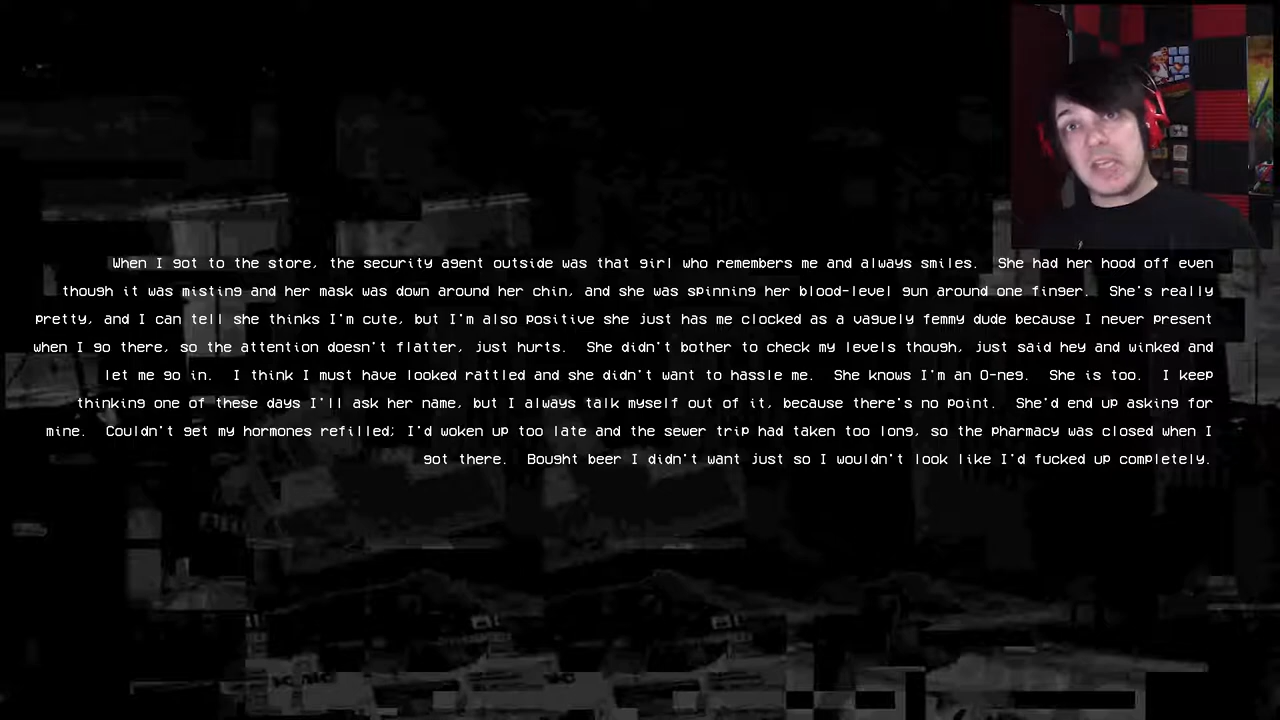 When I got to the store, the security agent outside was that girl who remembers me and always smiles.  She had her hood off even
though it was misting and her mask was down around her chin, and she was spinning her blood-level gun around one finger.  She's really
pretty, and I can tell she thinks I'm cute, but I'm also positive she just has me clocked as a vaguely femmy dude because I never present
when I go there, so the attention doesn't flatter, just hurts.  She didn't bother to check my levels though, just said hey and winked and
let me go in.  I think I must have looked rattled and she didn't want to hassle me.  She knows I'm an O-neg.  She is too.  I keep
thinking one of these days I'll ask her name, but I always talk myself out of it, because there's no point.  She'd end up asking for
mine.  Couldn't get my hormones refilled; I'd woken up too late and the sewer trip had taken too long, so the pharmacy was closed when I
got there.  Bought beer I didn't want just so I wouldn't look like I'd fucked up completely.